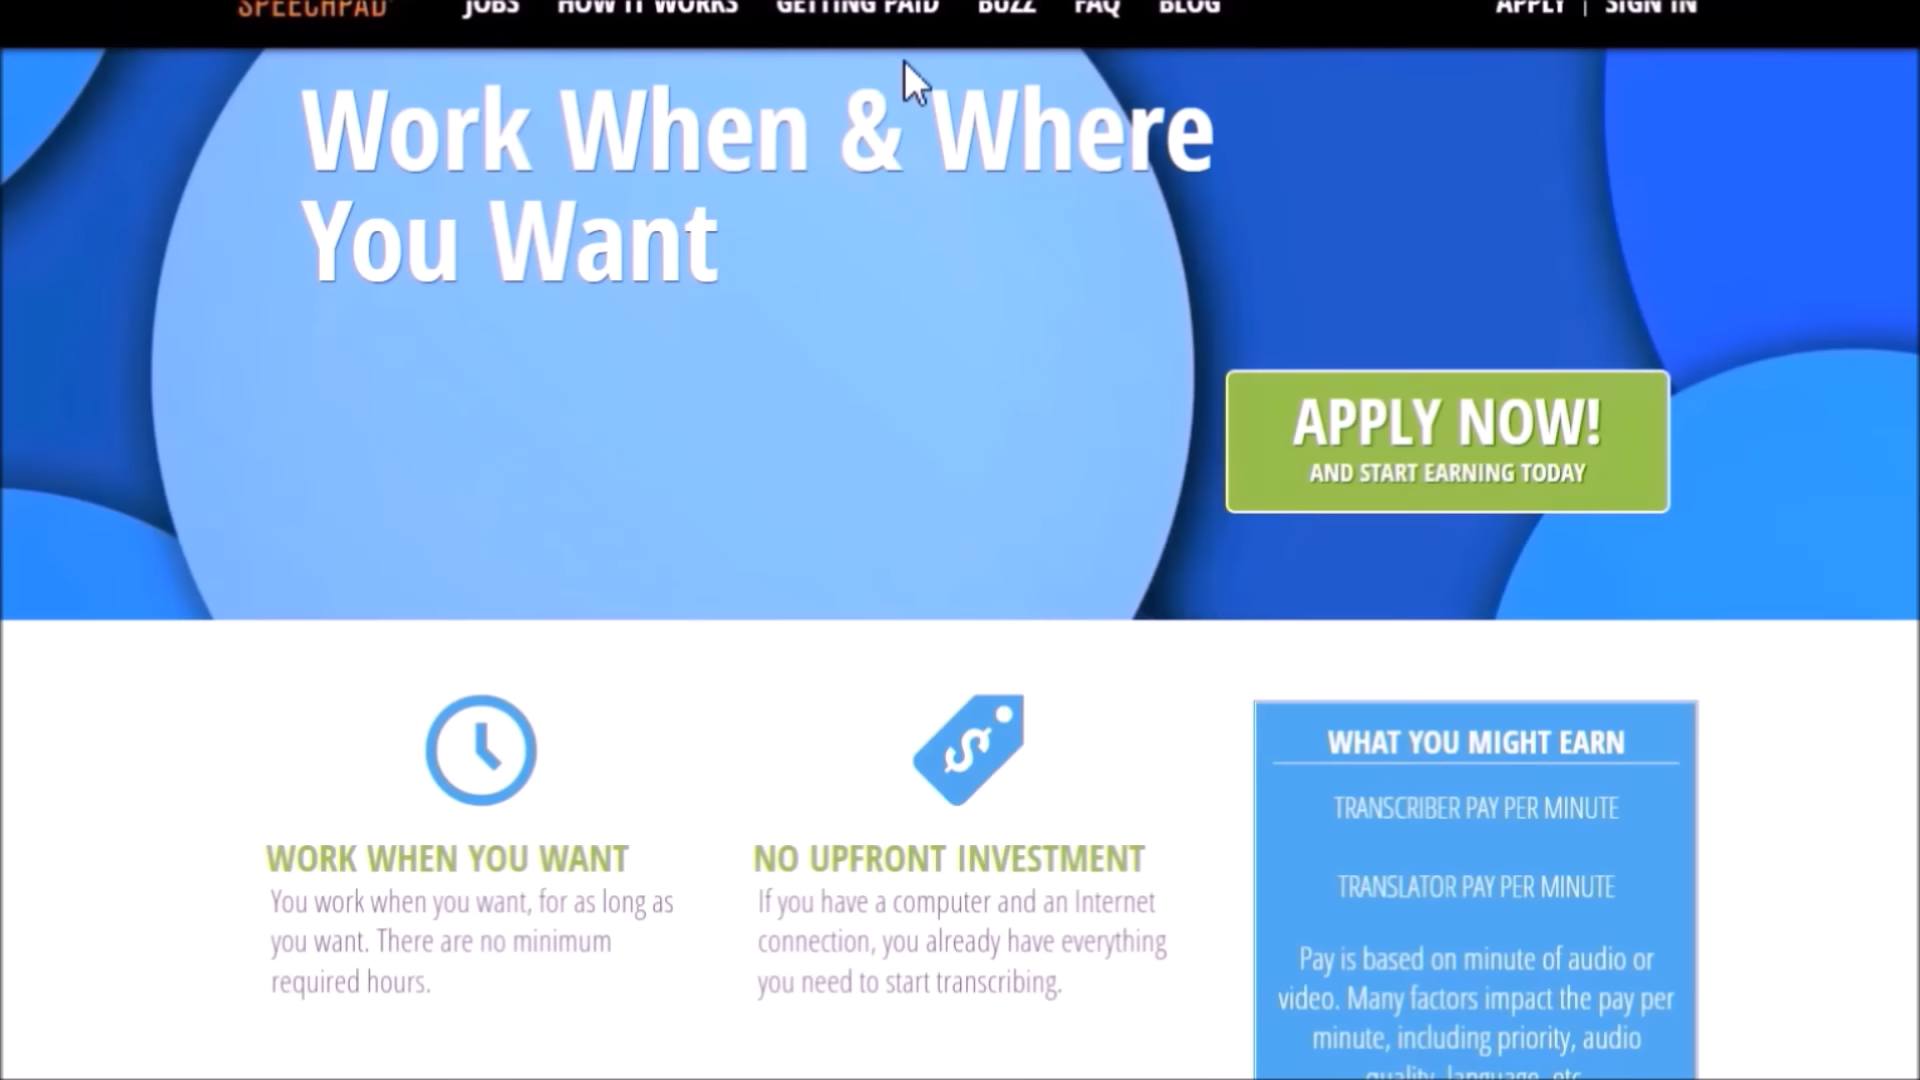 SPEECHPAD
JOBS HOW IT WORKS GETTING PAID BUZZ FAQ BLOG APPLY | SIGN IN
Work When & Where
You Want
APPLY NOW!
AND START EARNING TODAY
WORK WHEN YOU WANT
You work when you want, for as long as
you want. There are no minimum
required hours.
NO UPFRONT INVESTMENT
If you have a computer and an Internet
connection, you already have everything
you need to start transcribing.
WHAT YOU MIGHT EARN
TRANSCRIBER PAY PER MINUTE
TRANSLATOR PAY PER MINUTE
Pay is based on minute of audio or
video. Many factors impact the pay per
minute, including priority, audio
quality, language, etc.